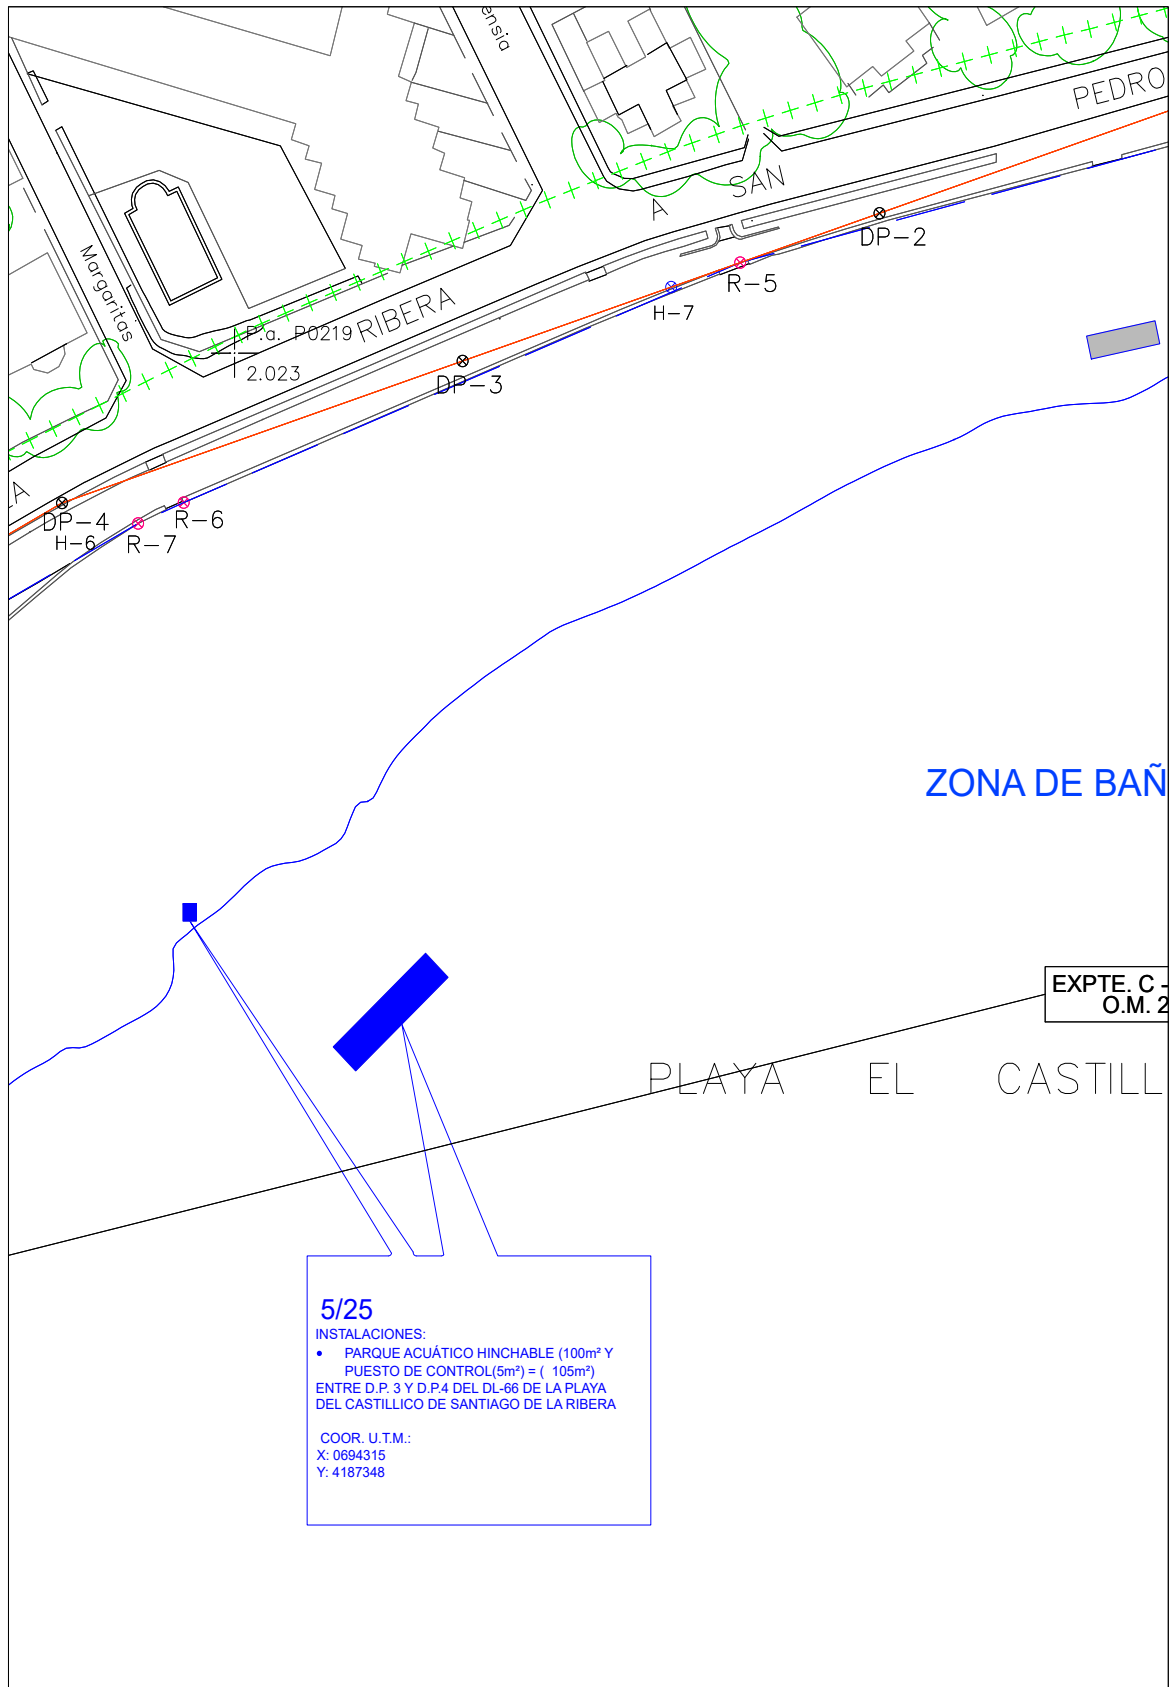 ensia
PEDRO
A SAN
DP-2
R-5
H-7
Margaritas
P.a. P0219
2.023
RIBERA
DP-3
LA
DP-4
H-6
R-6
R-7
ZONA DE BAÑ
EXPTE. C -
O.M. 2
PLAYA EL CASTILL
5/25
INSTALACIONES:
• PARQUE ACUÁTICO HINCHABLE (100m² Y
PUESTO DE CONTROL(5m²) = ( 105m²)
ENTRE D.P. 3 Y D.P.4 DEL DL-66 DE LA PLAYA
DEL CASTILLICO DE SANTIAGO DE LA RIBERA
COOR. U.T.M.:
X: 0694315
Y: 4187348